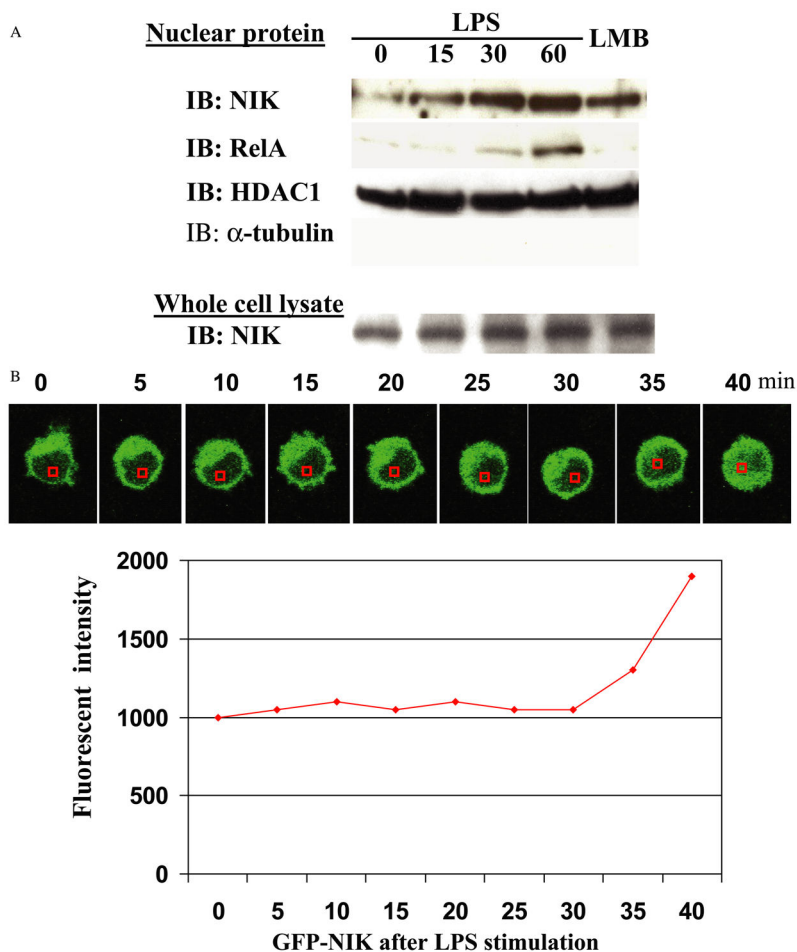 A
Nuclear protein
LPS
LMB
0 15 30 60
IB: NIK
IB: RelA
IB: HDAC1
IB: α-tubulin
Whole cell lysate
IB: NIK
B
0 5 10 15 20 25 30 35 40 min
Fluorescent intensity
2000
1500
1000
500
0
0 5 10 15 20 25 30 35 40
GFP-NIK after LPS stimulation